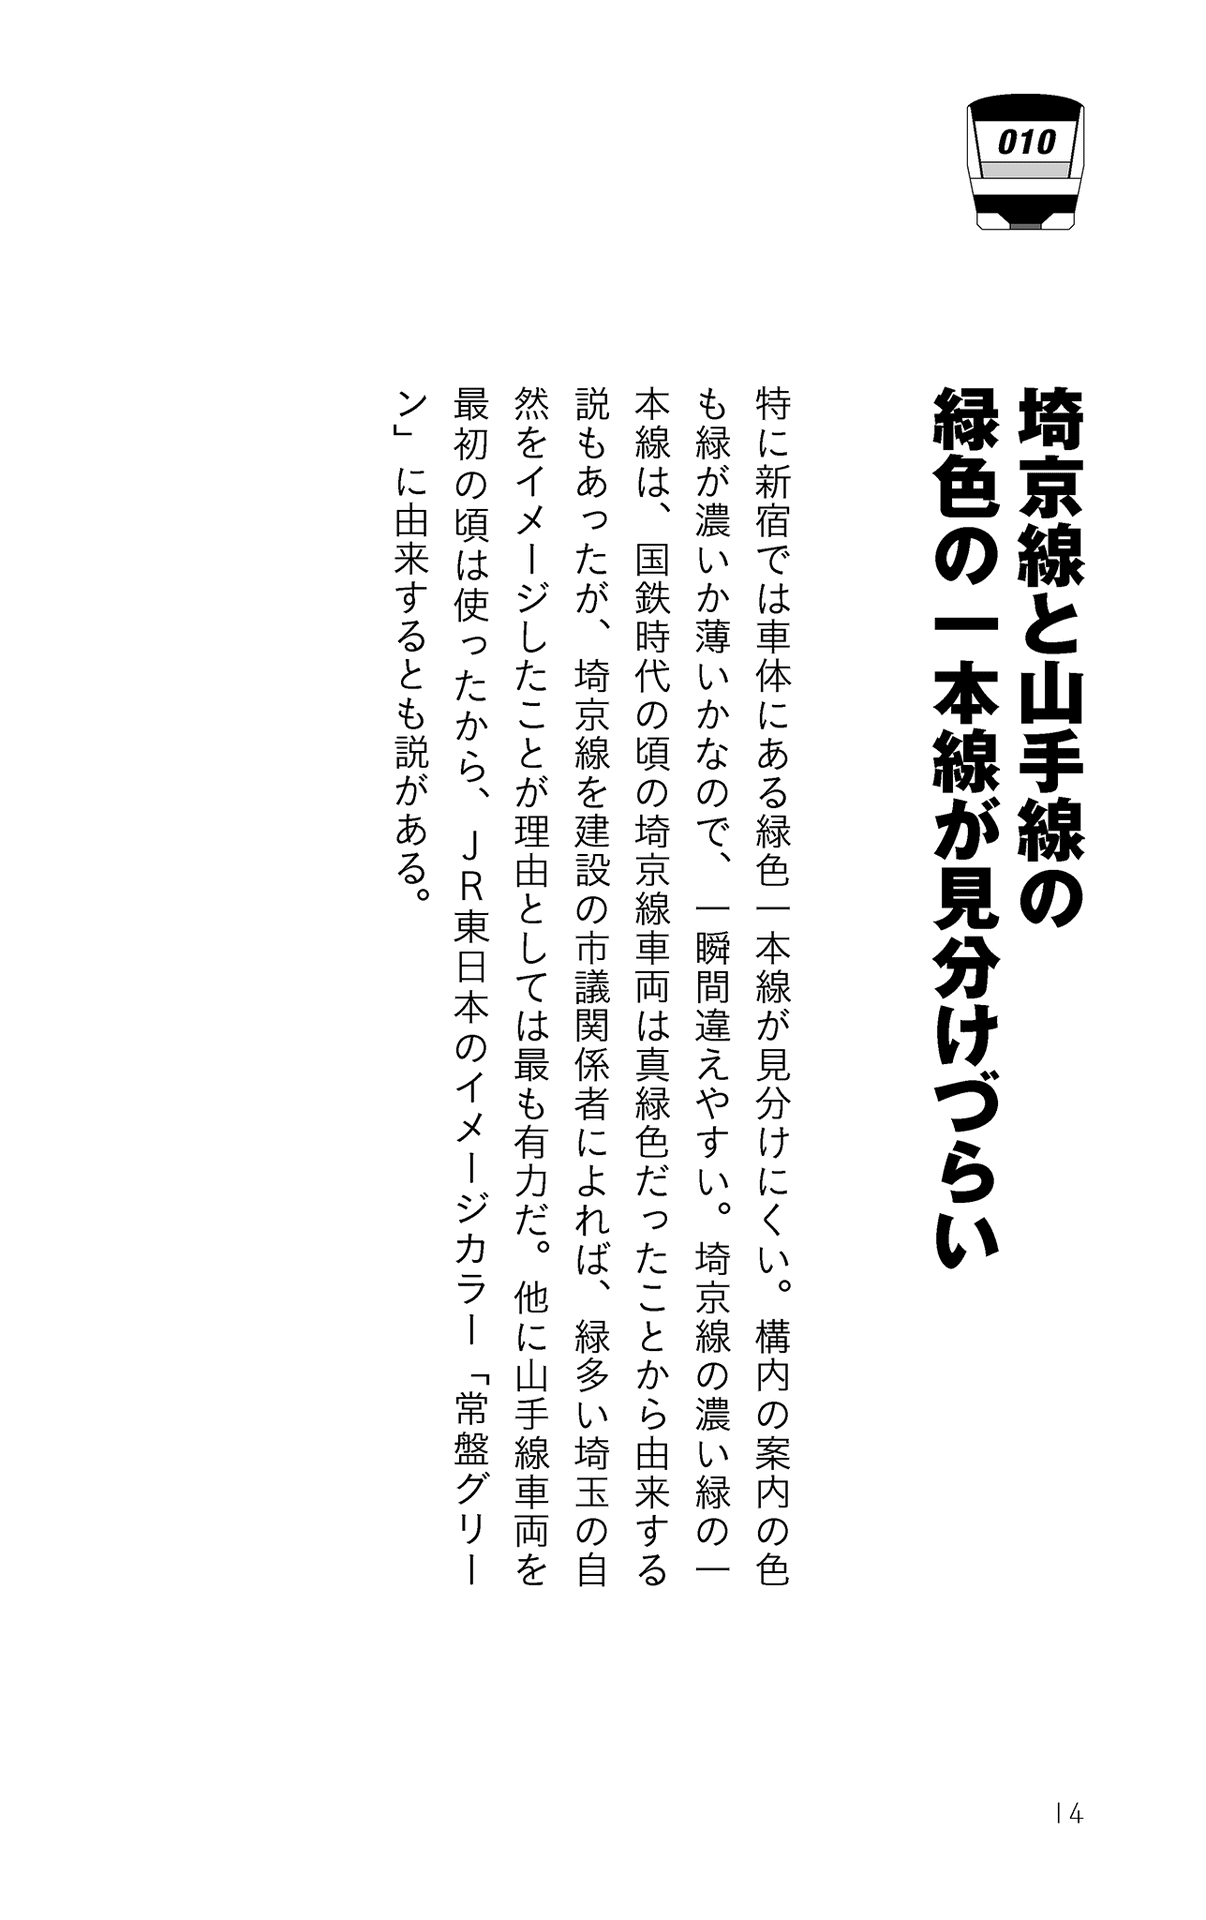 010
埼京線と山手線の
緑色の一本線が見分けづらい
特に新宿では車体にある緑色一本線が見分けにくい。構内の案内の色
も緑が濃いか薄いかなので、一瞬間違えやすい。埼京線の濃い緑の一
本線は、国鉄時代の頃の埼京線車両は真緑色だったことから由来する
説もあったが、埼京線を建設の市議関係者によれば、緑多い埼玉の自
然をイメージしたことが理由としては最も有力だ。他に山手線車両を
最初の頃は使ったから、JR東日本のイメージカラー「常盤グリー
ン」に由来するとも説がある。
14